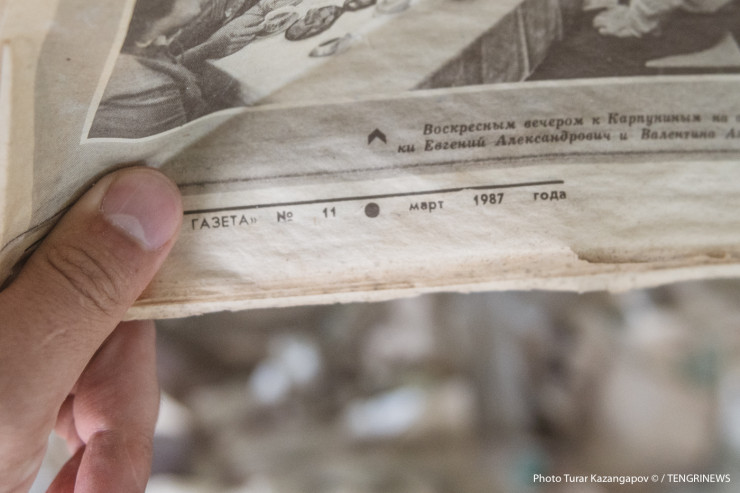 Воскресным вечером к Карпуниным на
ки Евгений Александрович и Валентина
ГАЗЕТА» № 11 ● март 1987 года
Photo Turar Kazangapov © / TENGRINEWS